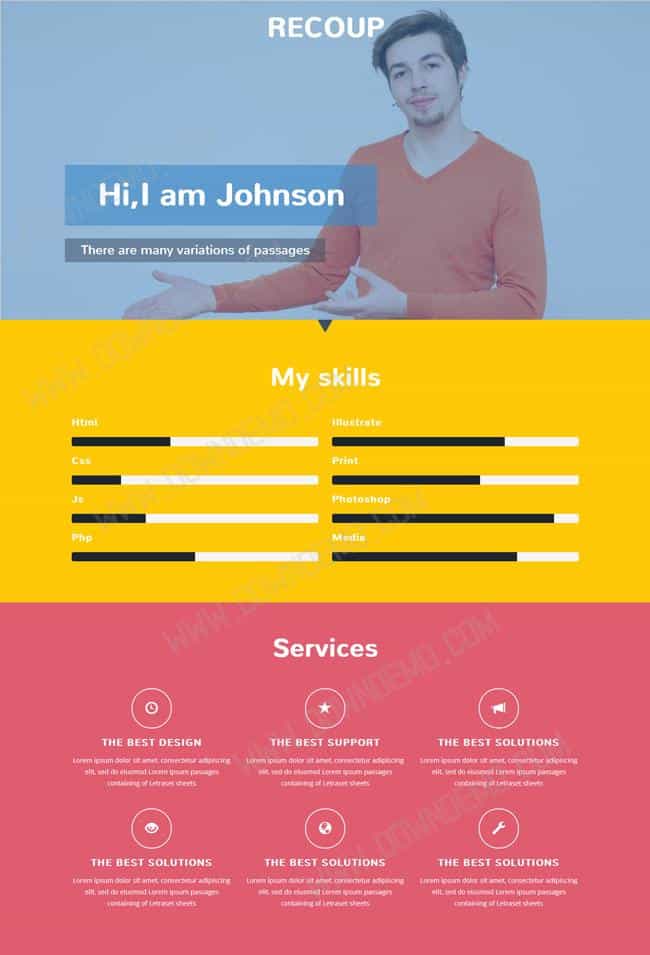 RECOUP
Hi,I am Johnson
There are many variations of passages
My skills
Html
Illustrate
Css
Print
Js
Photoshop
Php
Media
Services
THE BEST DESIGN
THE BEST SUPPORT
THE BEST SOLUTIONS
Lorem ipsum dolor sit amet, consectetur adipiscing
elit, sed do eiusmod Lorem Ipsum passages
containing of Letraset sheets
Lorem ipsum dolor sit amet, consectetur adipiscing
elit, sed do eiusmod Lorem Ipsum passages
containing of Letraset sheets
Lorem ipsum dolor sit amet, consectetur adipiscing
elit, sed do eiusmod Lorem Ipsum passages
containing of Letraset sheets
THE BEST SOLUTIONS
THE BEST SOLUTIONS
THE BEST SOLUTIONS
Lorem ipsum dolor sit amet, consectetur adipiscing
elit, sed do eiusmod Lorem Ipsum passages
containing of Letraset sheets
Lorem ipsum dolor sit amet, consectetur adipiscing
elit, sed do eiusmod Lorem Ipsum passages
containing of Letraset sheets
Lorem ipsum dolor sit amet, consectetur adipiscing
elit, sed do eiusmod Lorem Ipsum passages
containing of Letraset sheets
WWW.DOWNDEMO.COM